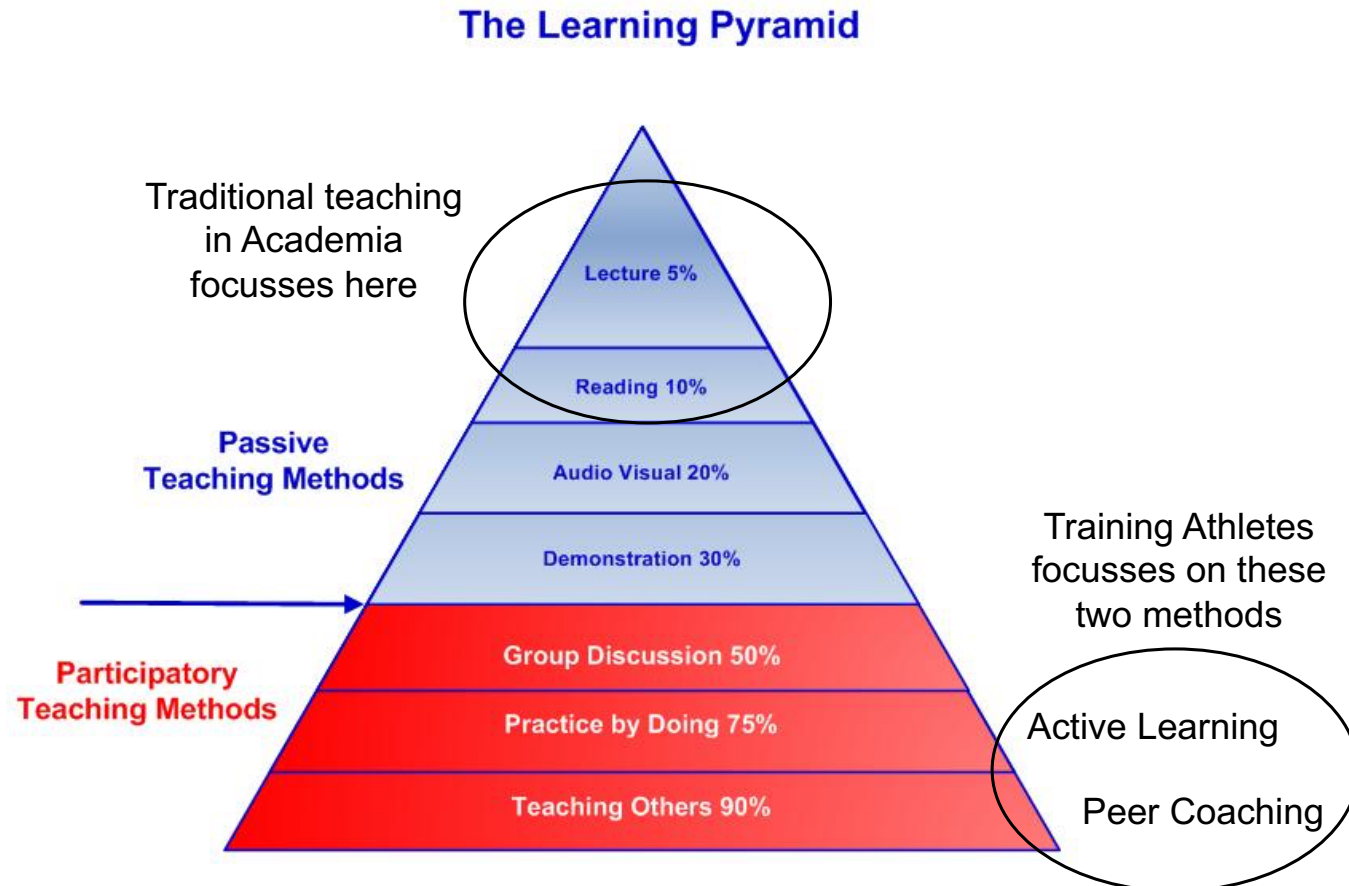 The Learning Pyramid
Traditional teaching
in Academia
focusses here
Lecture 5%
Reading 10%
Passive
Teaching Methods
Audio Visual 20%
Demonstration 30%
Training Athletes
focusses on these
two methods
Participatory
Teaching Methods
Group Discussion 50%
Practice by Doing 75%
Teaching Others 90%
Active Learning
Peer Coaching